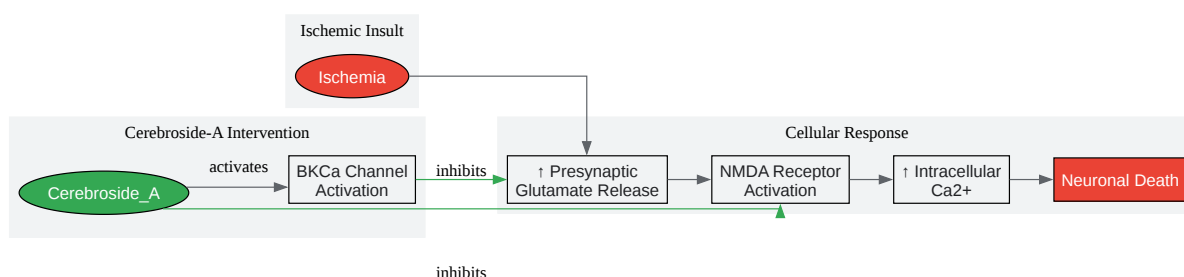 Ischemic Insult
Ischemia
Cerebroside-A Intervention
Cellular Response
Cerebroside_A
activates
BKCa Channel
Activation
inhibits
↑ Presynaptic
Glutamate Release
NMDA Receptor
Activation
↑ Intracellular
Ca2+
Neuronal Death
inhibits